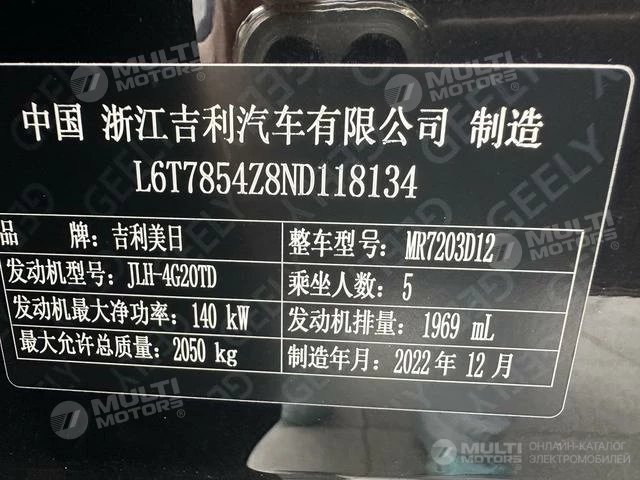 中国 浙江吉利汽车有限公司 制造
L6T7854Z8ND118134
品 牌: 吉利美日 整车型号: MR7203D12
发动机型号: JLH-4G20TD 乘坐人数: 5
发动机最大净功率: 140 kW 发动机排量: 1969 mL
最大允许总质量: 2050 kg 制造年月: 2022 年 12 月
GEELY
MULTI MOTORS
ОНЛАЙН-КАТАЛОГ
ЭЛЕКТРОМОБИЛЕЙ